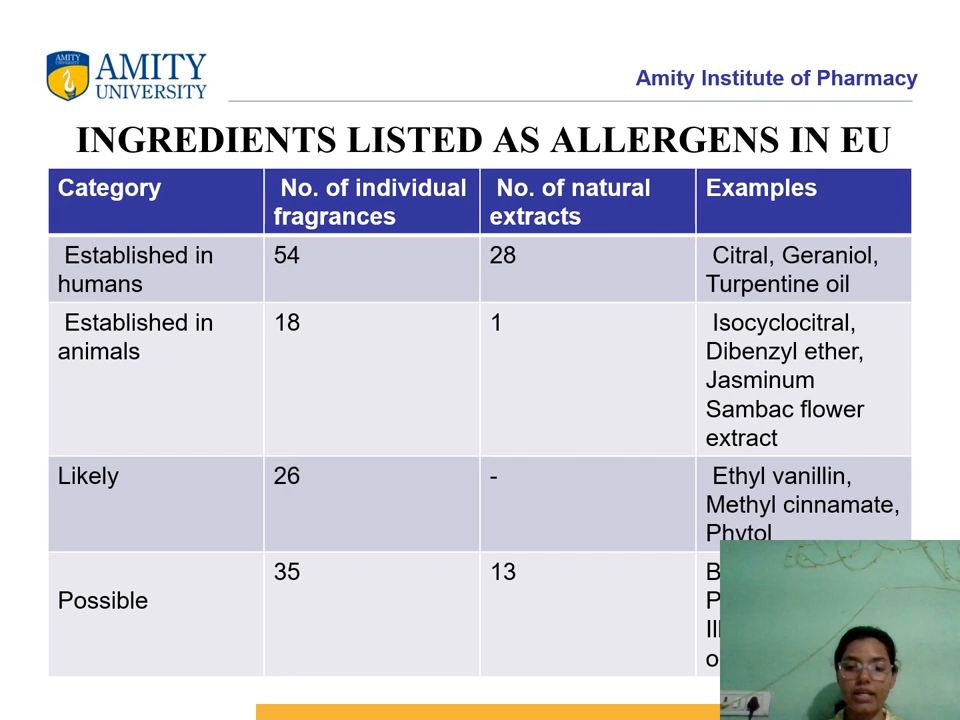 AMITY
AMITY
UNIVERSITY
Amity Institute of Pharmacy
INGREDIENTS LISTED AS ALLERGENS IN EU
Category
No. of individual
fragrances
No. of natural
extracts
Examples
Established in
humans
54
28
Citral, Geraniol,
Turpentine oil
Established in
animals
18
1
Isocyclocitral,
Dibenzyl ether,
Jasminum
Sambac flower
extract
Likely
26
-
Ethyl vanillin,
Methyl cinnamate,
Phytol
Possible
35
13